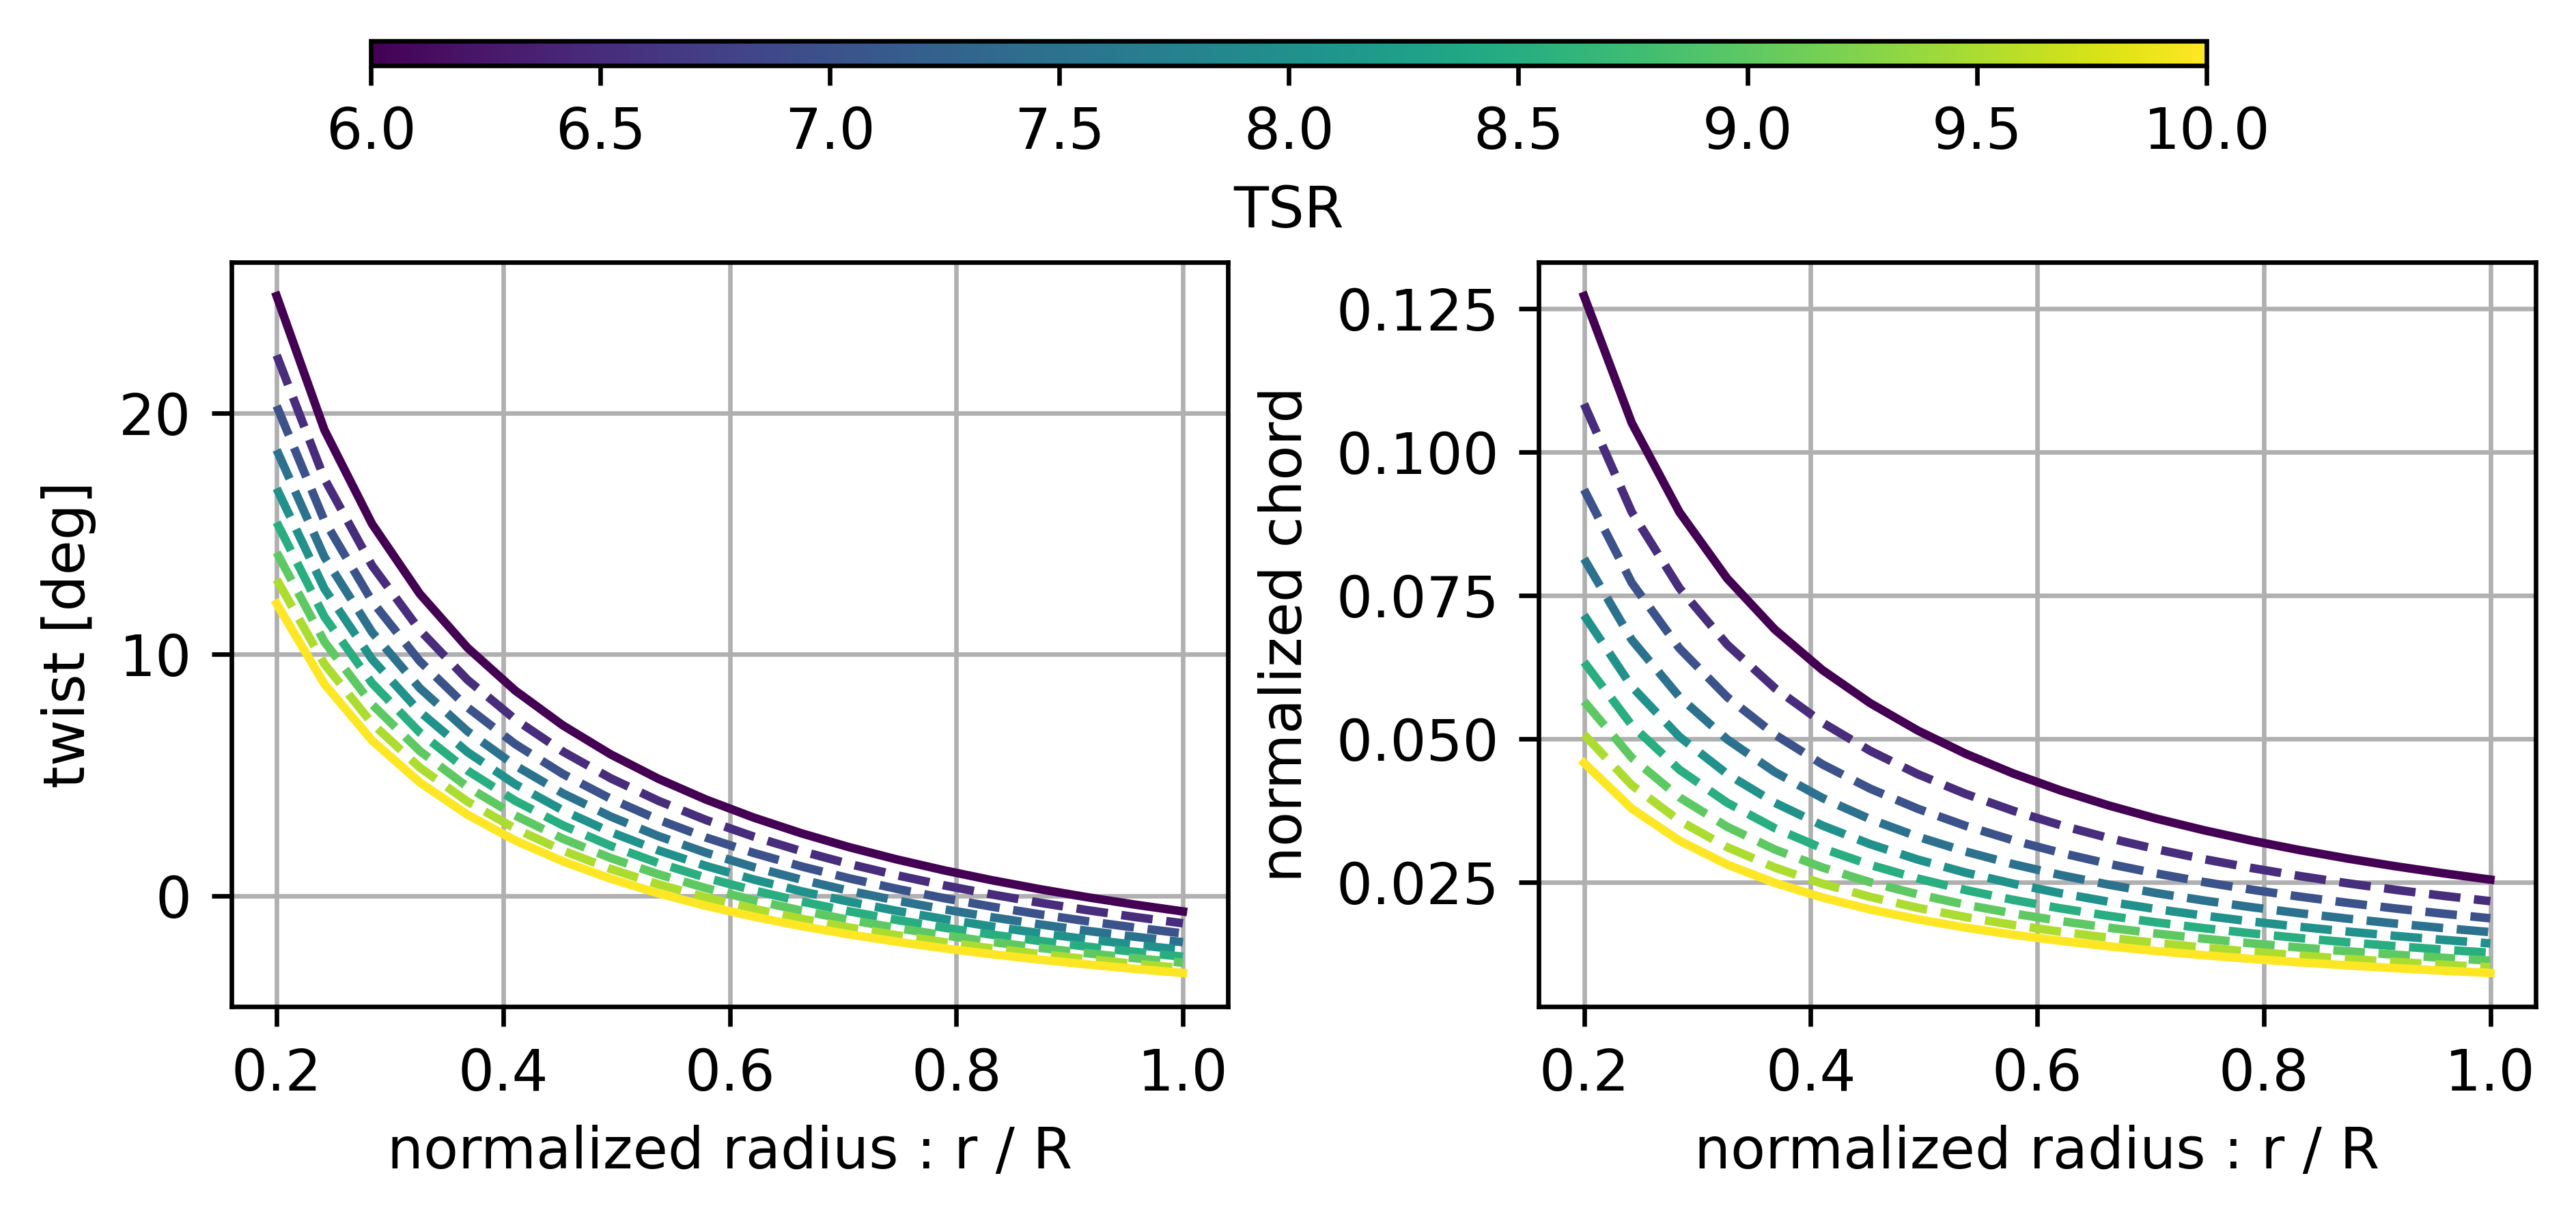 6.0 6.5 7.0 7.5 8.0 8.5 9.0 9.5 10.0
TSR
twist [deg]
20
10
0
0.2 0.4 0.6 0.8 1.0
normalized radius : r / R
normalized chord
0.125
0.100
0.075
0.050
0.025
0.2 0.4 0.6 0.8 1.0
normalized radius : r / R